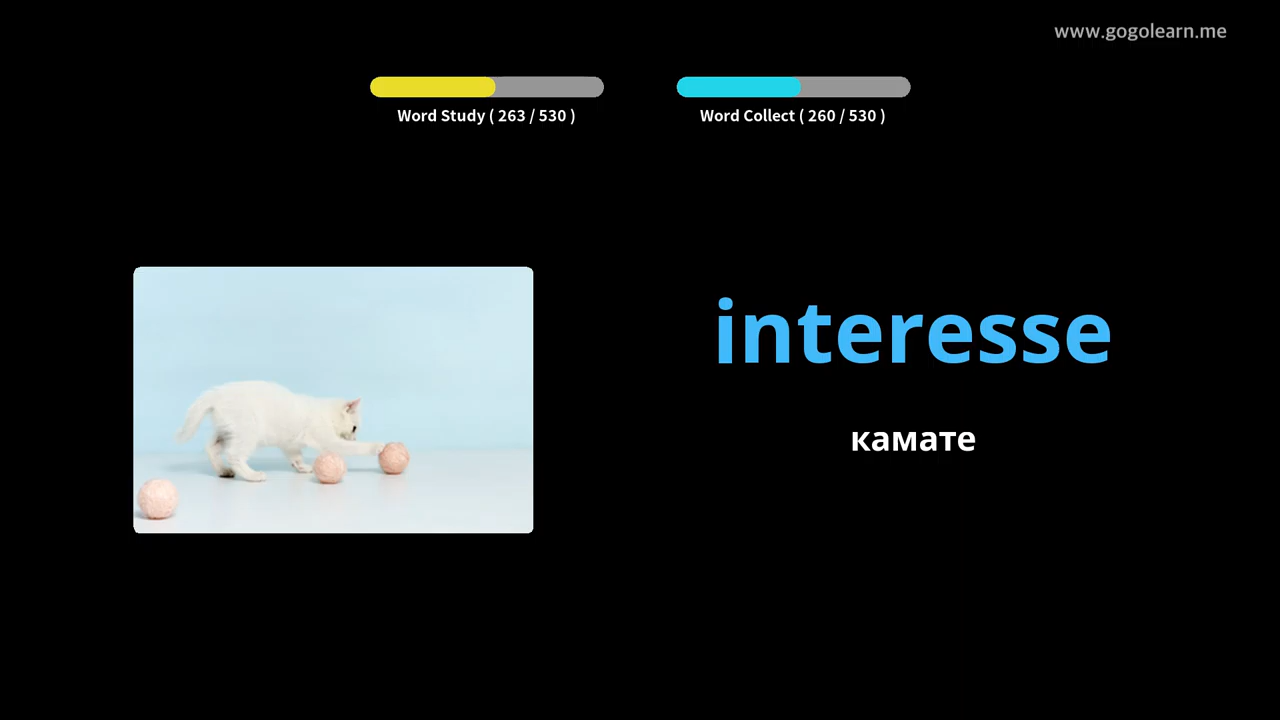 www.gogolearn.me
Word Study ( 263 / 530 )
Word Collect ( 260 / 530 )
interesse
камате